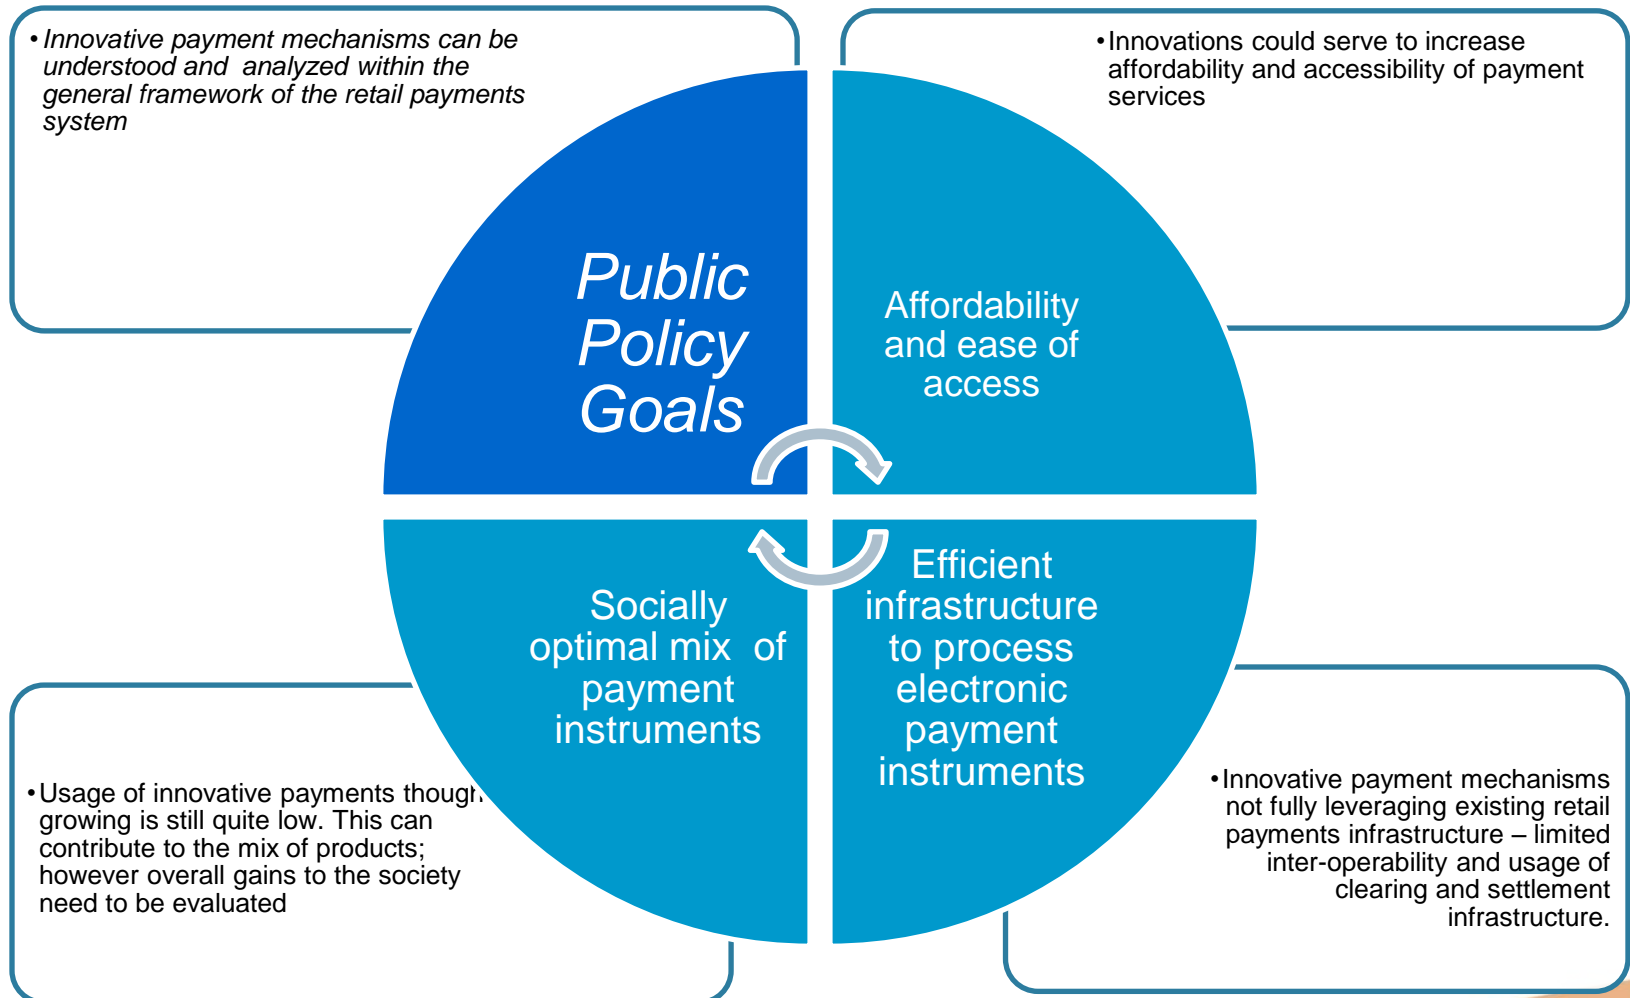 • Innovative payment mechanisms can be
understood and analyzed within the
general framework of the retail payments
system
• Innovations could serve to increase
affordability and accessibility of payment
services
Public
Policy
Goals
Affordability
and ease of
access
Socially
optimal mix of
payment
instruments
Efficient
infrastructure
to process
electronic
payment
instruments
• Usage of innovative payments though
growing is still quite low. This can
contribute to the mix of products;
however overall gains to the society
need to be evaluated
• Innovative payment mechanisms
not fully leveraging existing retail
payments infrastructure – limited
inter-operability and usage of
clearing and settlement
infrastructure.